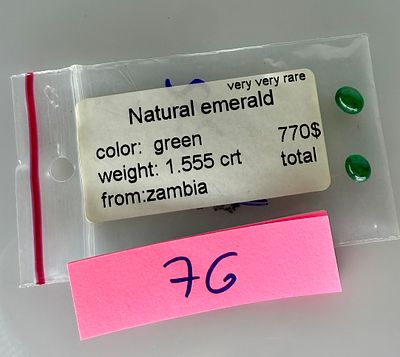 very very rare
Natural emerald
color: green 770$
weight: 1.555 crt total
from:zambia
76